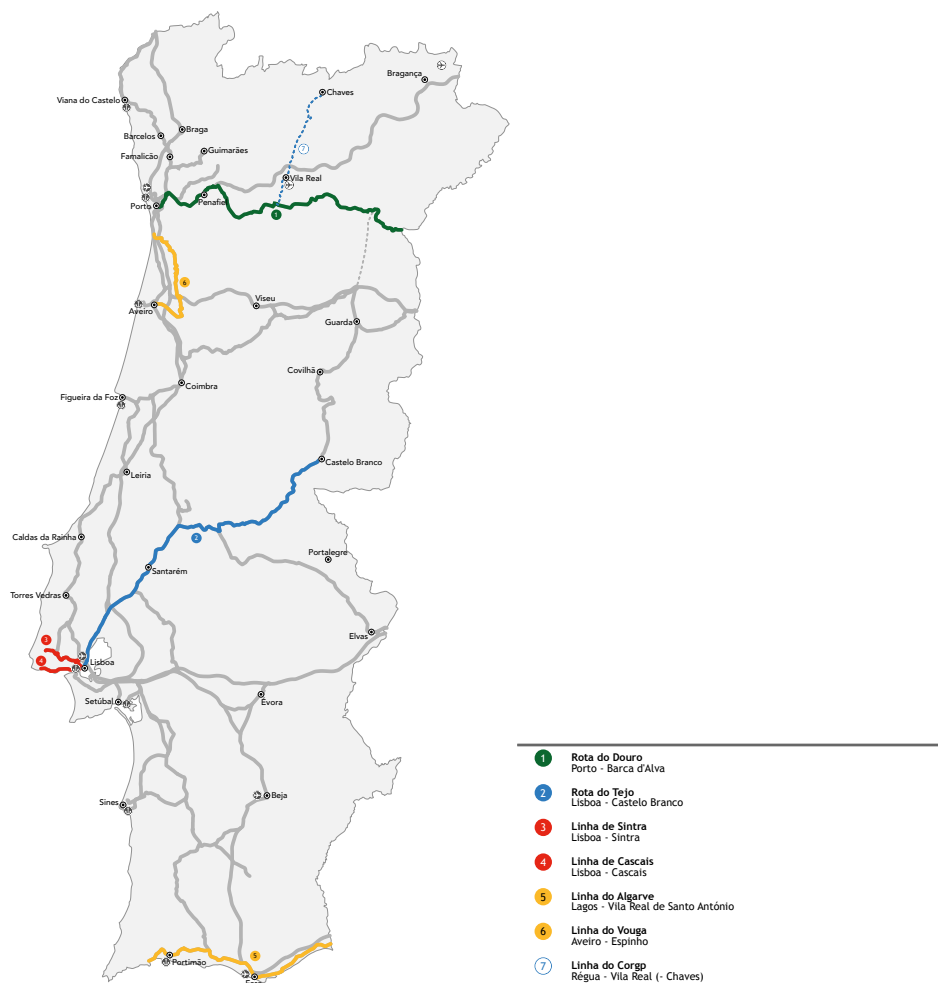 Bragança
Chaves
Viana do Castelo
Braga
Barcelos
Guimarães
Famalicão
7
Vila Real
Penafiel
Porto
1
6
Viseu
Aveiro
Guarda
Covilhã
Coimbra
Figueira da Foz
Castelo Branco
Leiria
Caldas da Rainha
2
Portalegre
Santarém
Torres Vedras
Elvas
3
4
Lisboa
Setúbal
Évora
Sines
Beja
5
Portimão
1 Rota do Douro
Porto - Barca d'Alva
2 Rota do Tejo
Lisboa - Castelo Branco
3 Linha de Sintra
Lisboa - Sintra
4 Linha de Cascais
Lisboa - Cascais
5 Linha do Algarve
Lagos - Vila Real de Santo António
6 Linha do Vouga
Aveiro - Espinho
7 Linha do Corgp
Régua - Vila Real (- Chaves)